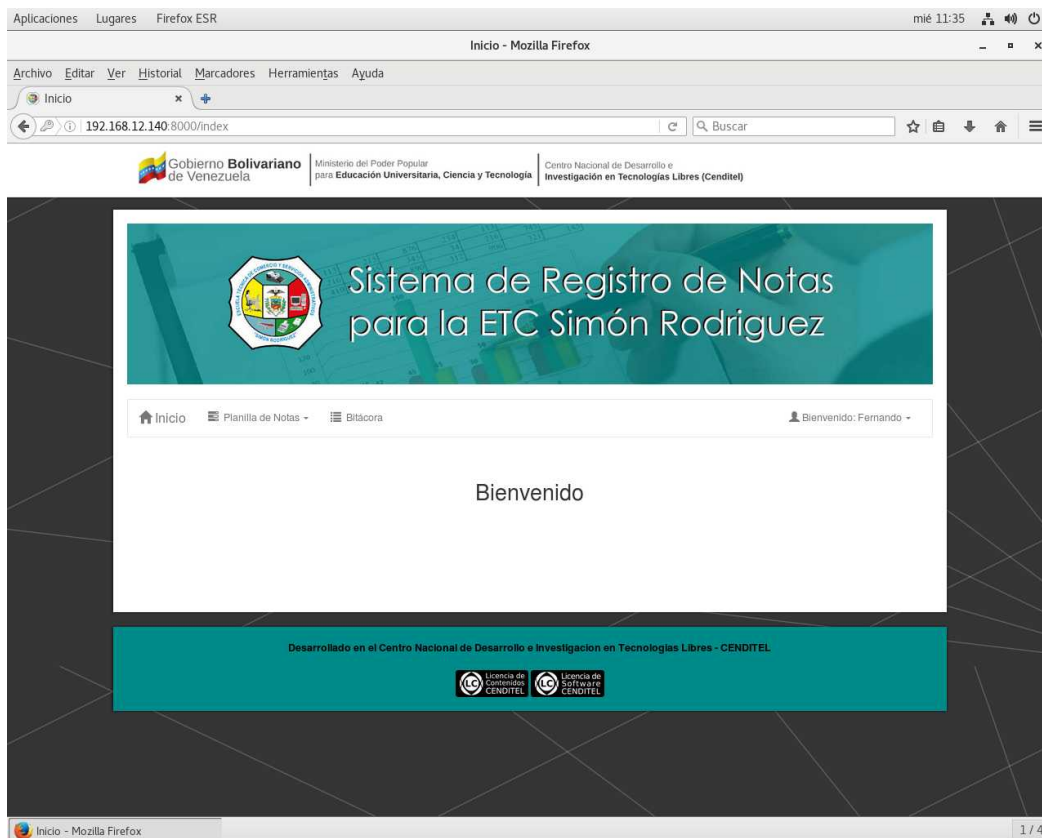 Aplicaciones Lugares Firefox ESR mié 11:35
Inicio - Mozilla Firefox
Archivo Editar Ver Historial Marcadores Herramientas Ayuda
Inicio
192.168.12.140:8000/index Buscar
Gobierno Bolivariano
de Venezuela
Ministerio del Poder Popular
para Educación Universitaria, Ciencia y Tecnología
Centro Nacional de Desarrollo e
Investigación en Tecnologías Libres (Cenditel)
Sistema de Registro de Notas
para la ETC Simón Rodriguez
Inicio Planilla de Notas Bitácora Bienvenido: Fernando
Bienvenido
Desarrollado en el Centro Nacional de Desarrollo e Investigacion en Tecnologias Libres - CENDITEL
LC Licencia de
Contenidos
CENDITEL
LC Licencia de
Software
CENDITEL
Inicio - Mozilla Firefox 1 / 4